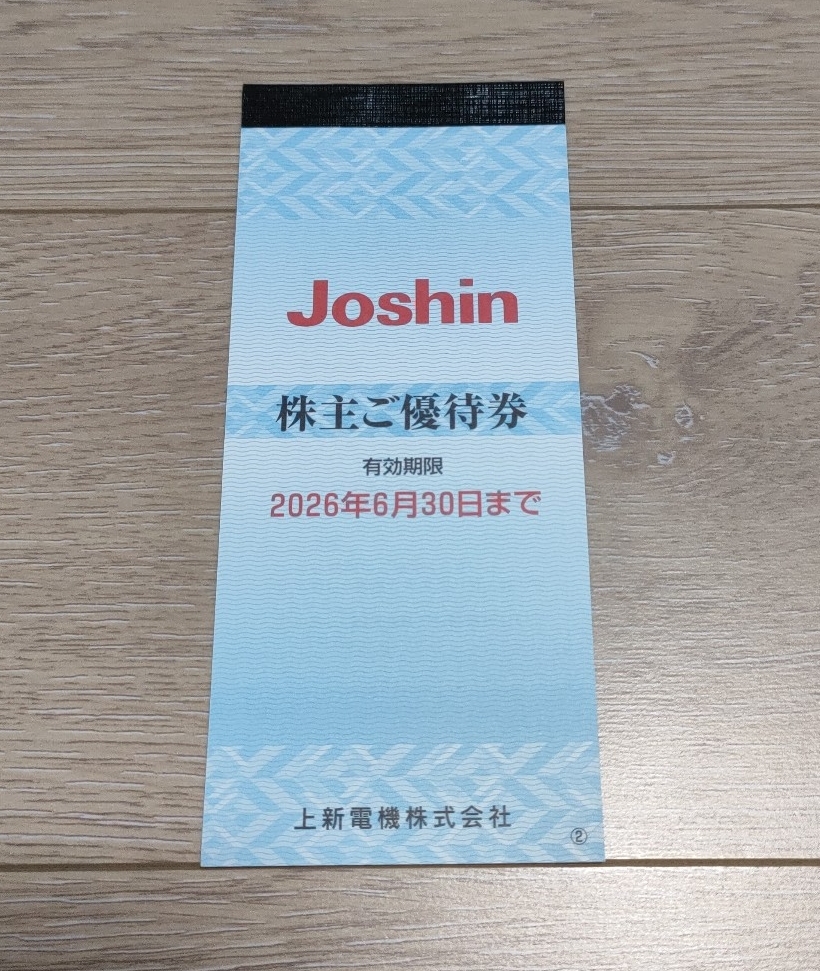 Joshin
株主ご優待券
有効期限
2026年6月30日まで
上新電機株式会社
②